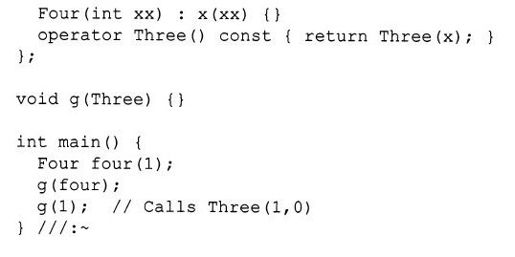 Four(int xx) : x(xx) {}
operator Three() const { return Three(x); }
};
void g(Three) {}
int main() {
Four four(1);
g(four);
g(1);  // Calls Three(1,0)
} ///:~